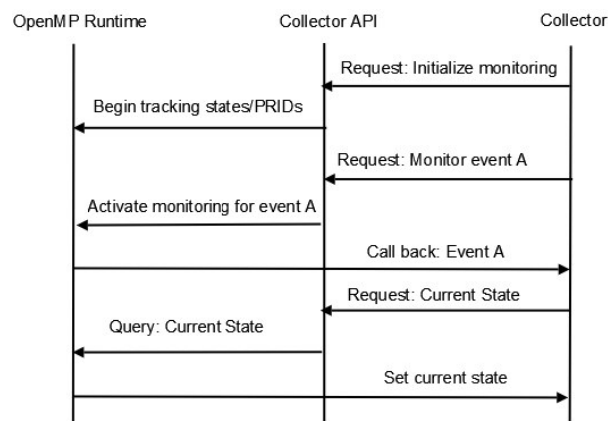 OpenMP Runtime
Collector API
Collector
Request: Initialize monitoring
Begin tracking states/PRIDs
Request: Monitor event A
Activate monitoring for event A
Call back: Event A
Request: Current State
Query: Current State
Set current state